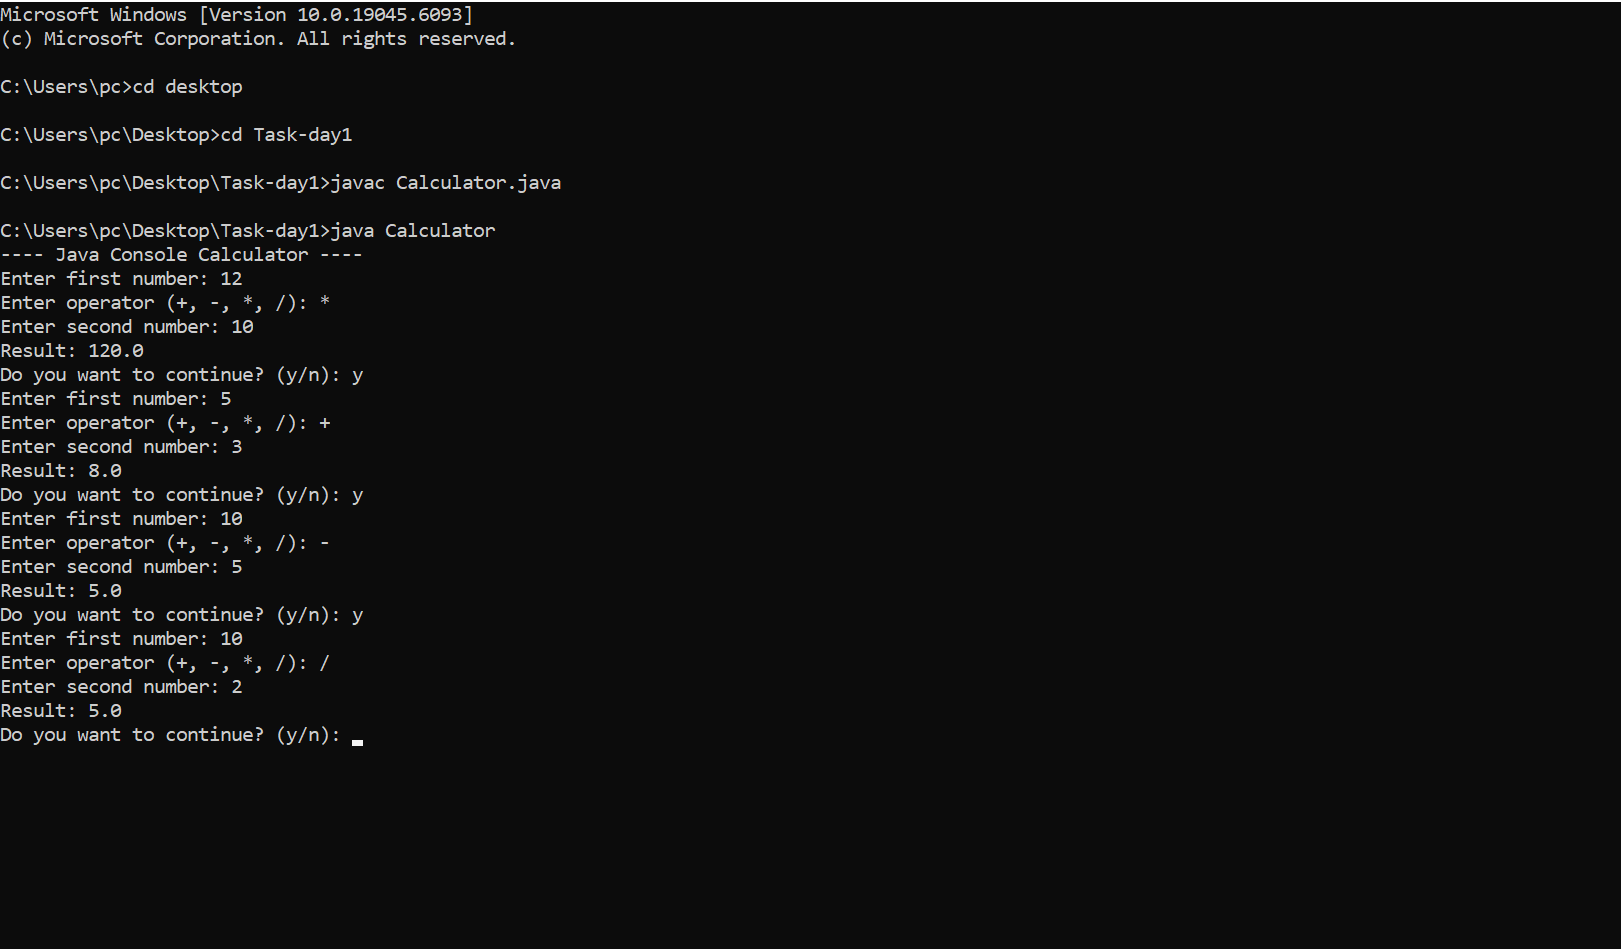 Microsoft Windows [Version 10.0.19045.6093]
(c) Microsoft Corporation. All rights reserved.
C:\Users\pc>cd desktop
C:\Users\pc\Desktop>cd Task-day1
C:\Users\pc\Desktop\Task-day1>javac Calculator.java
C:\Users\pc\Desktop\Task-day1>java Calculator
---- Java Console Calculator ----
Enter first number: 12
Enter operator (+, -, *, /): *
Enter second number: 10
Result: 120.0
Do you want to continue? (y/n): y
Enter first number: 5
Enter operator (+, -, *, /): +
Enter second number: 3
Result: 8.0
Do you want to continue? (y/n): y
Enter first number: 10
Enter operator (+, -, *, /): -
Enter second number: 5
Result: 5.0
Do you want to continue? (y/n): y
Enter first number: 10
Enter operator (+, -, *, /): /
Enter second number: 2
Result: 5.0
Do you want to continue? (y/n):